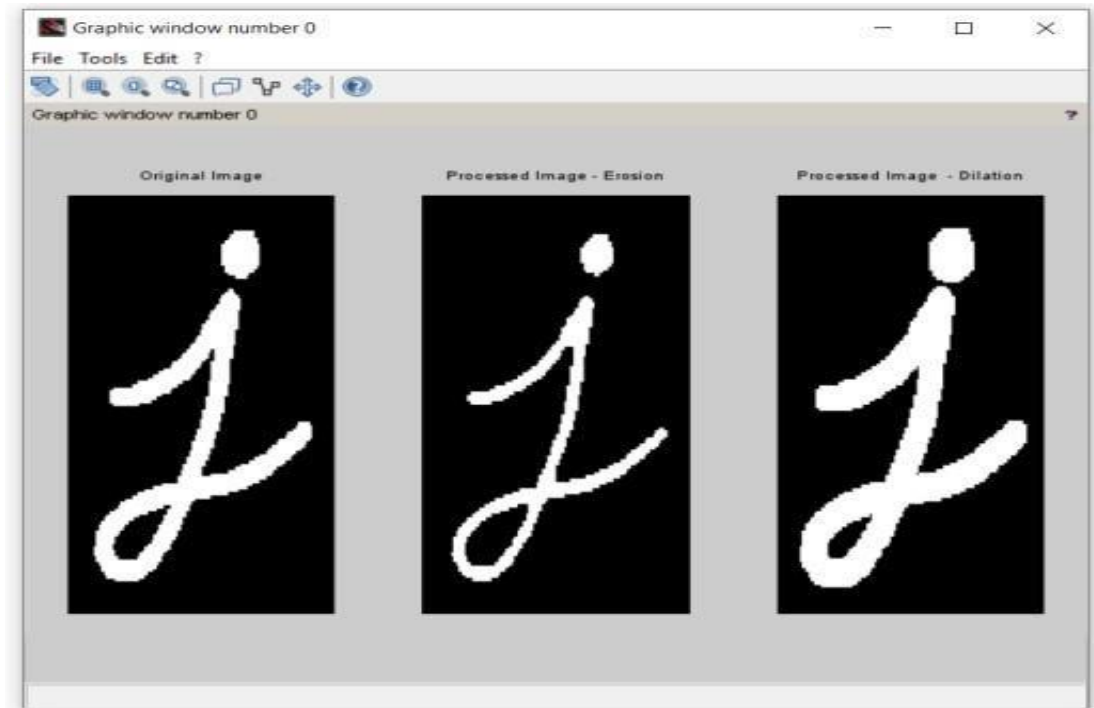 Graphic window number 0
File Tools Edit ?
Graphic window number 0 ?
Original Image Processed Image - Erosion Processed Image - Dilation
j j j